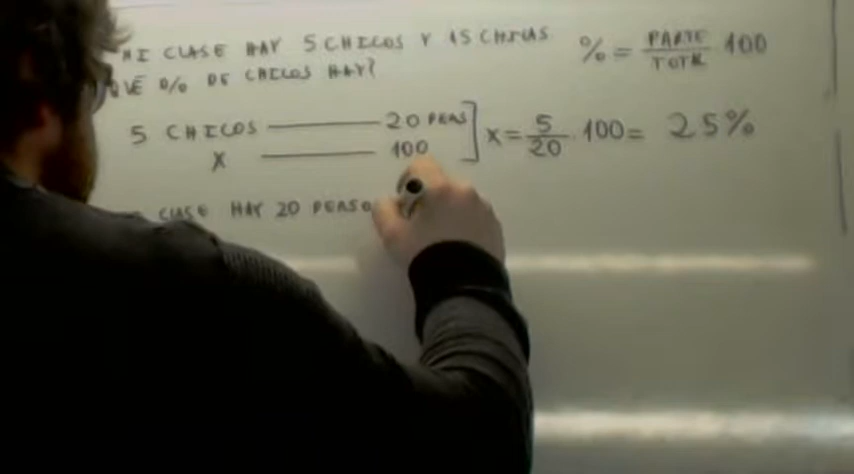 MI CLASE HAY 5 CHICOS Y 15 CHICAS
QUÉ % DE CHICOS HAY?
% = PARTE / TOTAL 100
5 CHICOS — 20 PERS
X — 100
X = 5/20 · 100 = 25%
CLASE HAY 20 PERSO